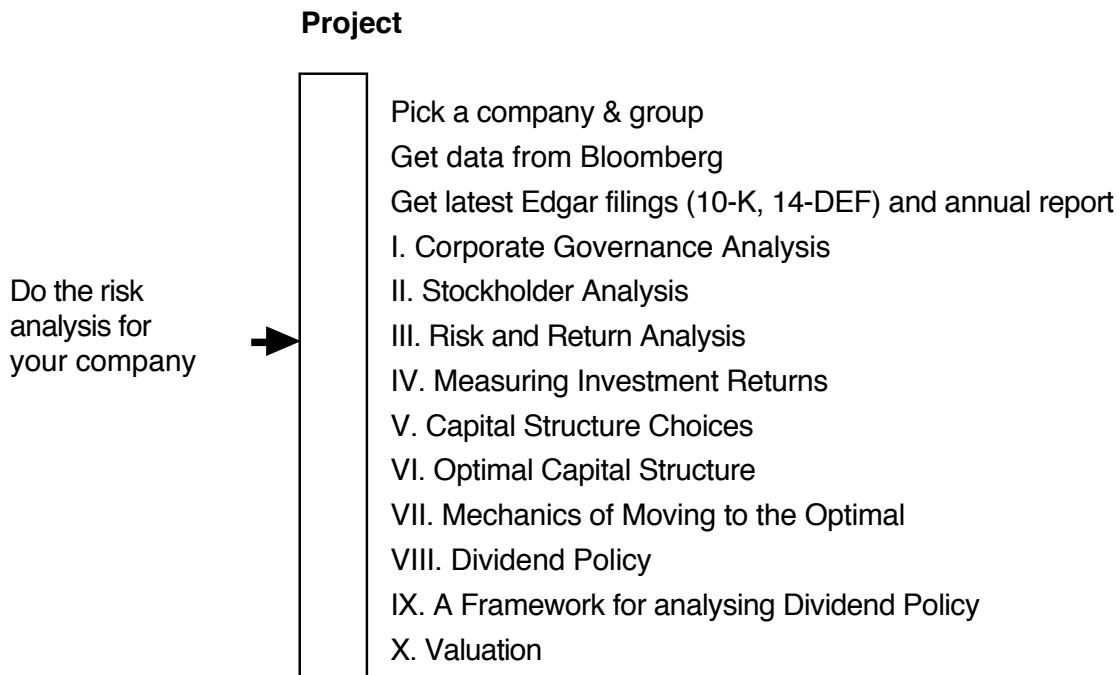 Project
Pick a company & group
Get data from Bloomberg
Get latest Edgar filings (10-K, 14-DEF) and annual report
I. Corporate Governance Analysis
Do the risk
analysis for
your company
II. Stockholder Analysis
III. Risk and Return Analysis
IV. Measuring Investment Returns
V. Capital Structure Choices
VI. Optimal Capital Structure
VII. Mechanics of Moving to the Optimal
VIII. Dividend Policy
IX. A Framework for analysing Dividend Policy
X. Valuation